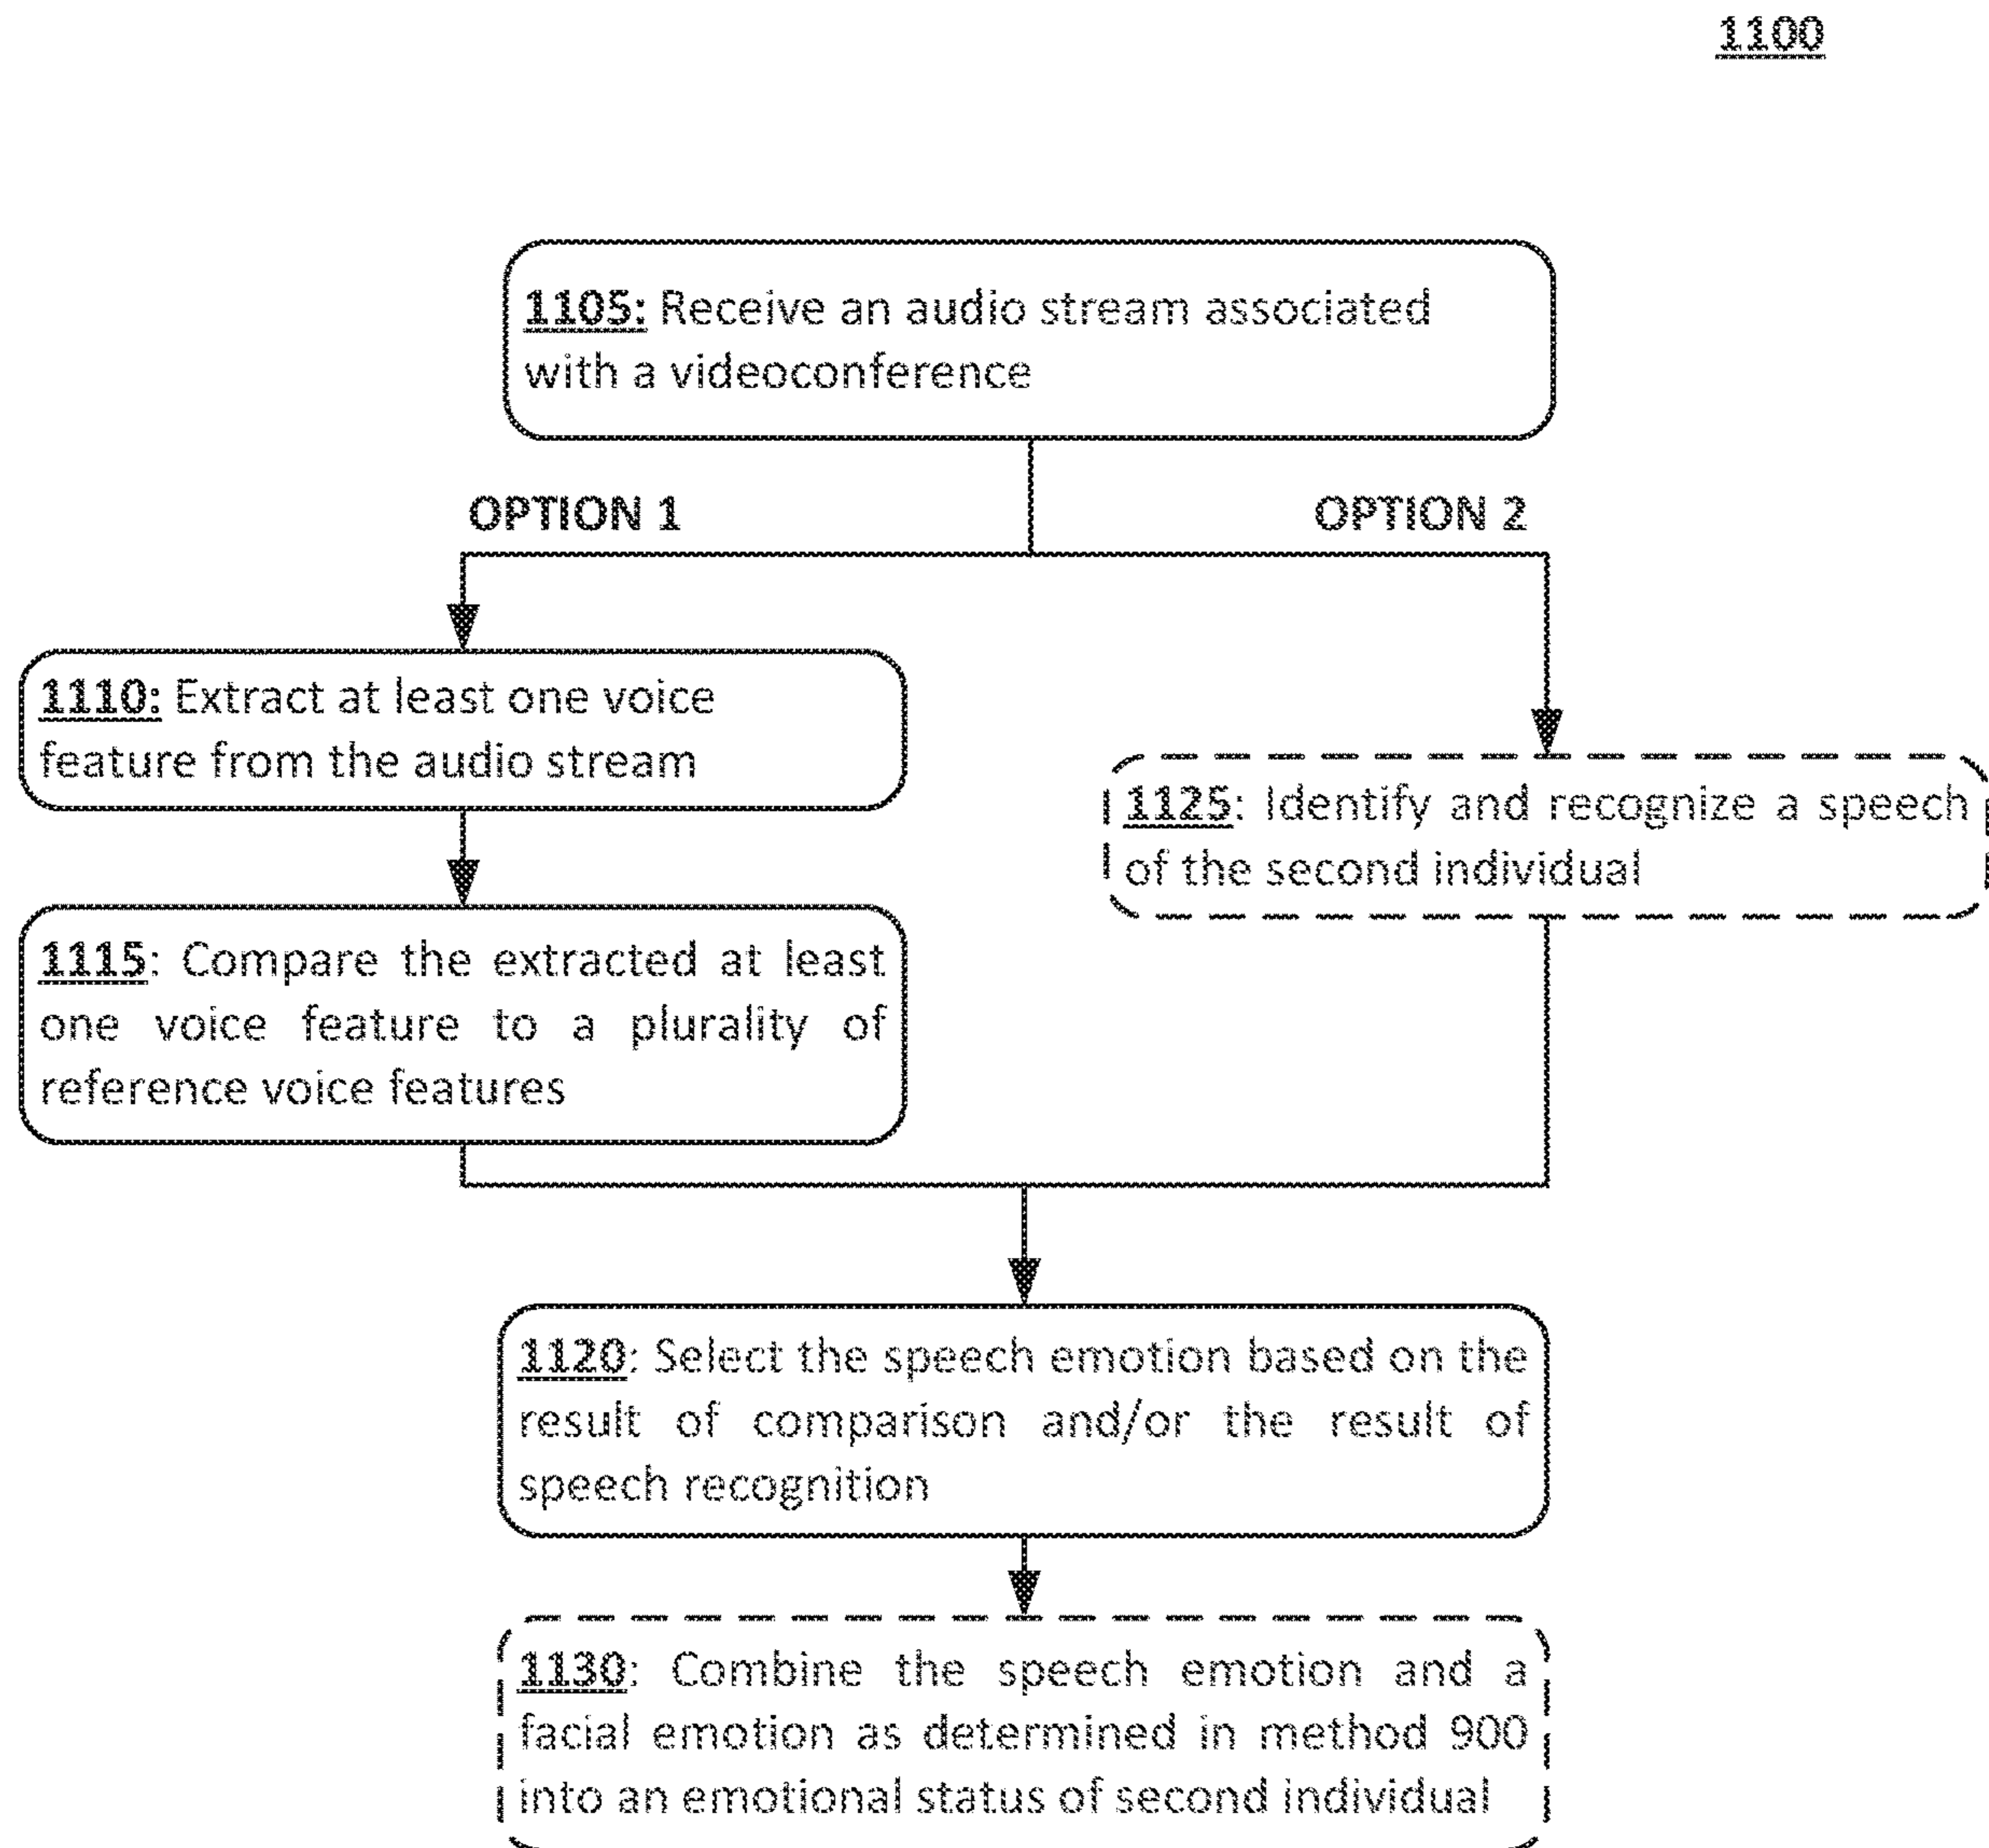 1100
1105: Receive an audio stream associated
with a videoconference
OPTION 1
OPTION 2
1110: Extract at least one voice
feature from the audio stream
1125: Identify and recognize a speech
of the second individual
1115: Compare the extracted at least
one voice feature to a plurality of
reference voice features
1120: Select the speech emotion based on the
result of comparison and/or the result of
speech recognition
1130: Combine the speech emotion and a
facial emotion as determined in method 900
into an emotional status of second individual